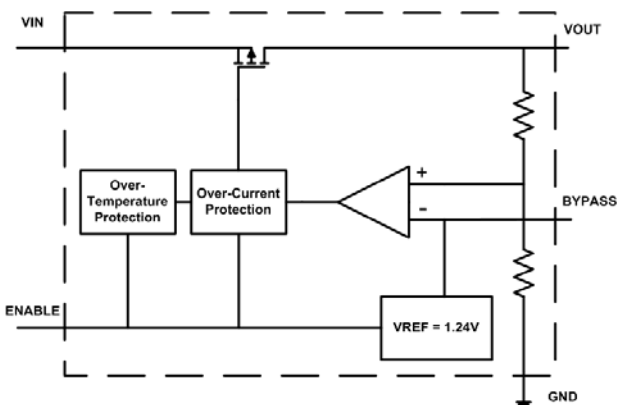 VIN
VOUT
+
Over-
Temperature
Protection
Over-Current
Protection
-
BYPASS
ENABLE
VREF = 1.24V
GND